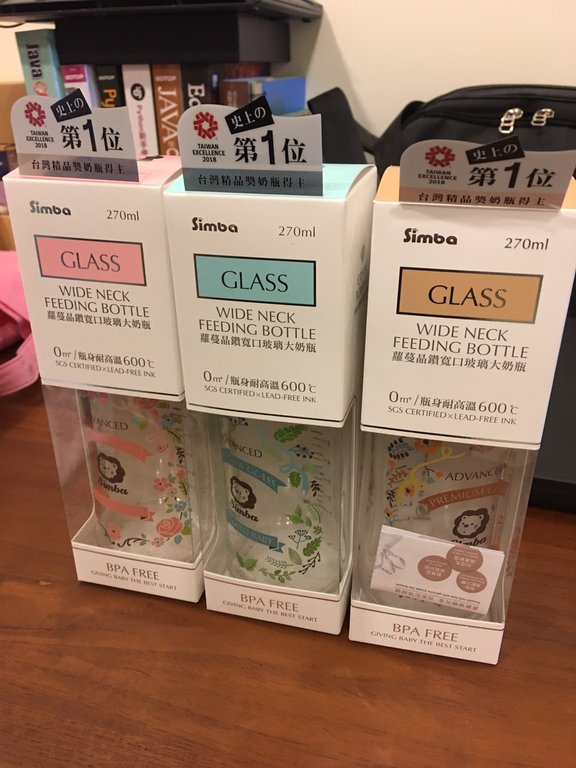 Java
Py
Python
JAVA
TAIWAN
EXCELLENCE
2018
史上の
第1位
台灣精品獎奶瓶得主
Simba
270ml
GLASS
WIDE NECK
FEEDING BOTTLE
蘿蔓晶鑽寬口玻璃大奶瓶
0m²/瓶身耐高溫600℃
SGS CERTIFIED×LEAD-FREE INK
ADVANCED
Simba
BPA FREE
GIVING BABY THE BEST START
TAIWAN
EXCELLENCE
2018
史上の
第1位
台灣精品獎奶瓶得主
Simba
270ml
GLASS
WIDE NECK
FEEDING BOTTLE
蘿蔓晶鑽寬口玻璃大奶瓶
0m²/瓶身耐高溫600℃
SGS CERTIFIED×LEAD-FREE INK
ADVANCED
GLASS
Simba
BABY
BPA FREE
GIVING BABY THE BEST START
TAIWAN
EXCELLENCE
2018
史上の
第1位
台灣精品獎奶瓶得主
Simba
270ml
GLASS
WIDE NECK
FEEDING BOTTLE
蘿蔓晶鑽寬口玻璃大奶瓶
0m²/瓶身耐高溫600℃
SGS CERTIFIED×LEAD-FREE INK
ADVANCED
PREMIUM
BPA FREE
GIVING BABY THE BEST START